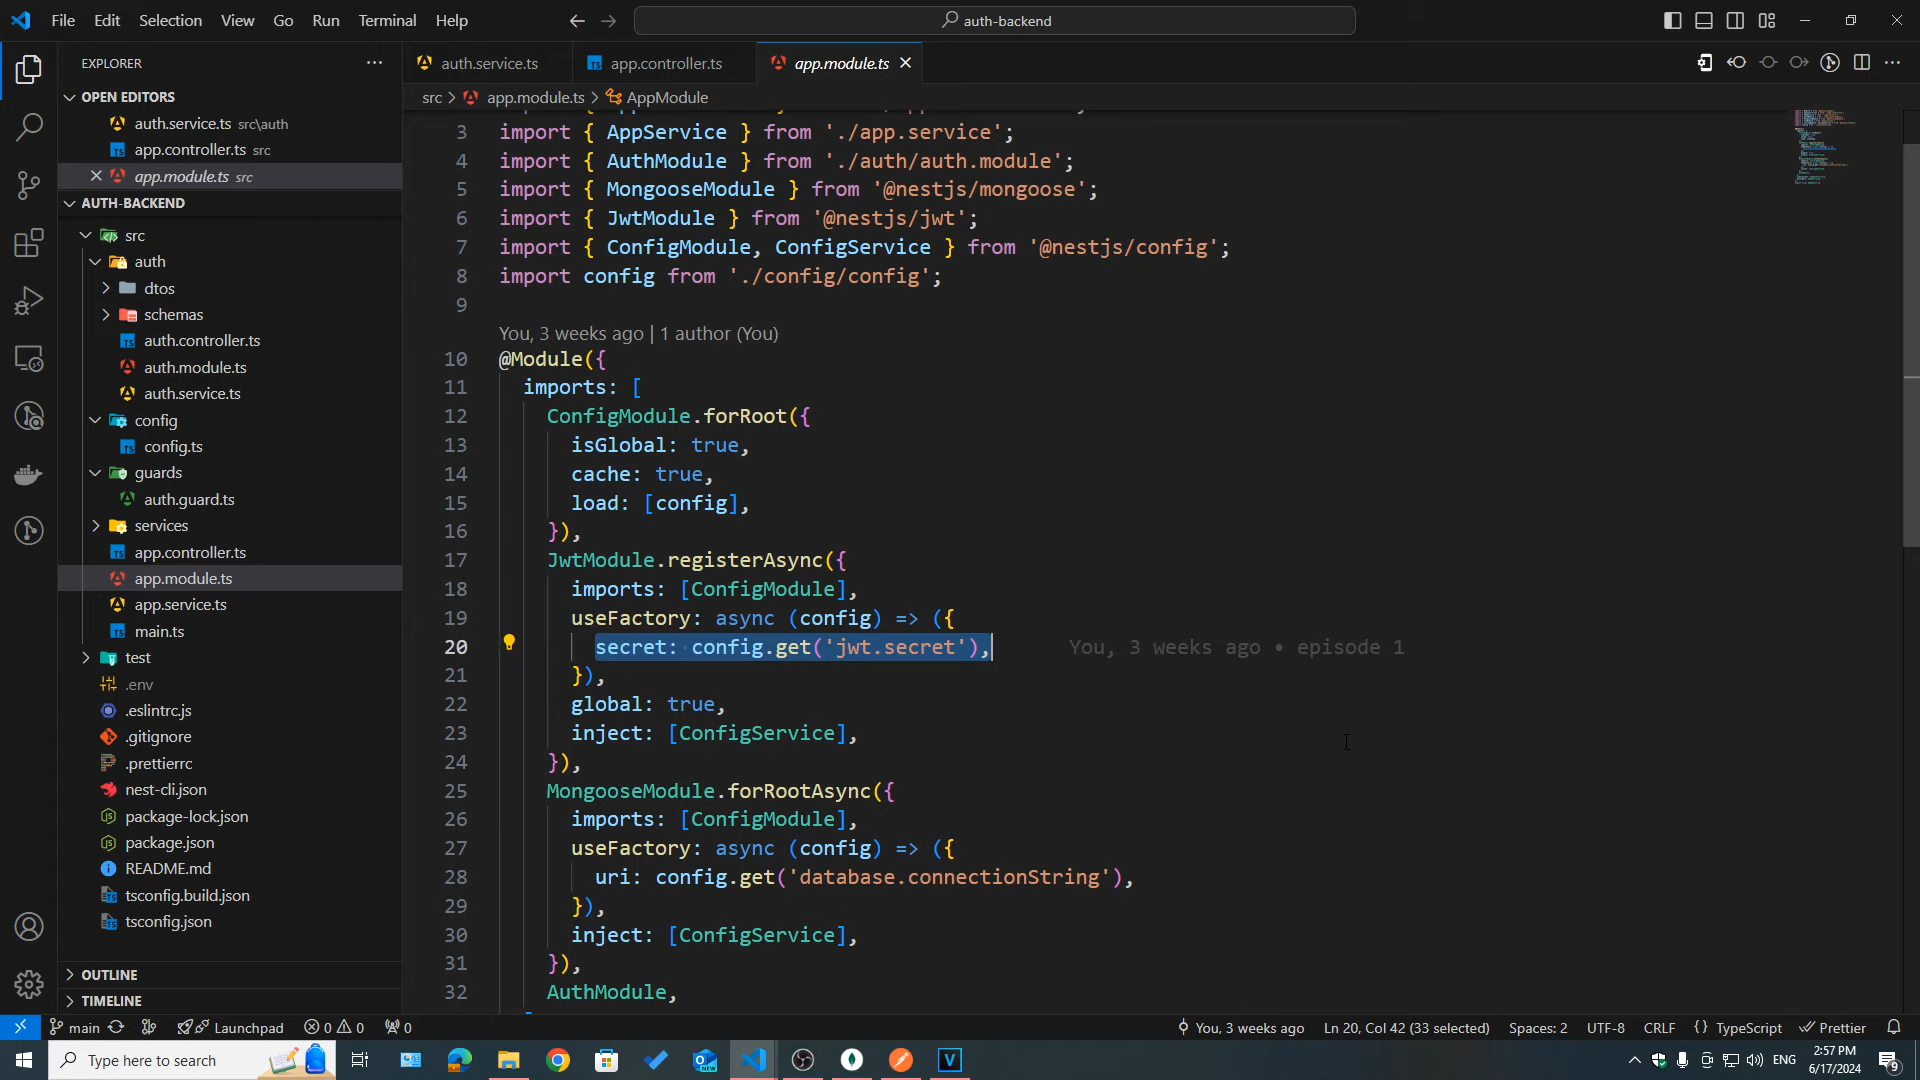 File Edit Selection View Go Run Terminal Help
auth-backend
EXPLORER
OPEN EDITORS
auth.service.ts src\auth
app.controller.ts src
app.module.ts src
AUTH-BACKEND
src
auth
dtos
schemas
auth.controller.ts
auth.module.ts
auth.service.ts
config
config.ts
guards
auth.guard.ts
services
app.controller.ts
app.module.ts
app.service.ts
main.ts
test
.env
.eslintrc.js
.gitignore
.prettierrc
nest-cli.json
package-lock.json
package.json
README.md
tsconfig.build.json
tsconfig.json
OUTLINE
TIMELINE
auth.service.ts app.controller.ts app.module.ts
src > app.module.ts > AppModule
3 import { AppService } from './app.service';
4 import { AuthModule } from './auth/auth.module';
5 import { MongooseModule } from '@nestjs/mongoose';
6 import { JwtModule } from '@nestjs/jwt';
7 import { ConfigModule, ConfigService } from '@nestjs/config';
8 import config from './config/config';
9
You, 3 weeks ago | 1 author (You)
10 @Module({
11 imports: [
12 ConfigModule.forRoot({
13 isGlobal: true,
14 cache: true,
15 load: [config],
16 }),
17 JwtModule.registerAsync({
18 imports: [ConfigModule],
19 useFactory: async (config) => ({
20 secret: config.get('jwt.secret'), You, 3 weeks ago • episode 1
21 }),
22 global: true,
23 inject: [ConfigService],
24 }),
25 MongooseModule.forRootAsync({
26 imports: [ConfigModule],
27 useFactory: async (config) => ({
28 uri: config.get('database.connectionString'),
29 }),
30 inject: [ConfigService],
31 }),
32 AuthModule,
main Launchpad 0 0 0 You, 3 weeks ago Ln 20, Col 42 (33 selected) Spaces: 2 UTF-8 CRLF {} TypeScript Prettier
Type here to search
ENG
2:57 PM
6/17/2024
9